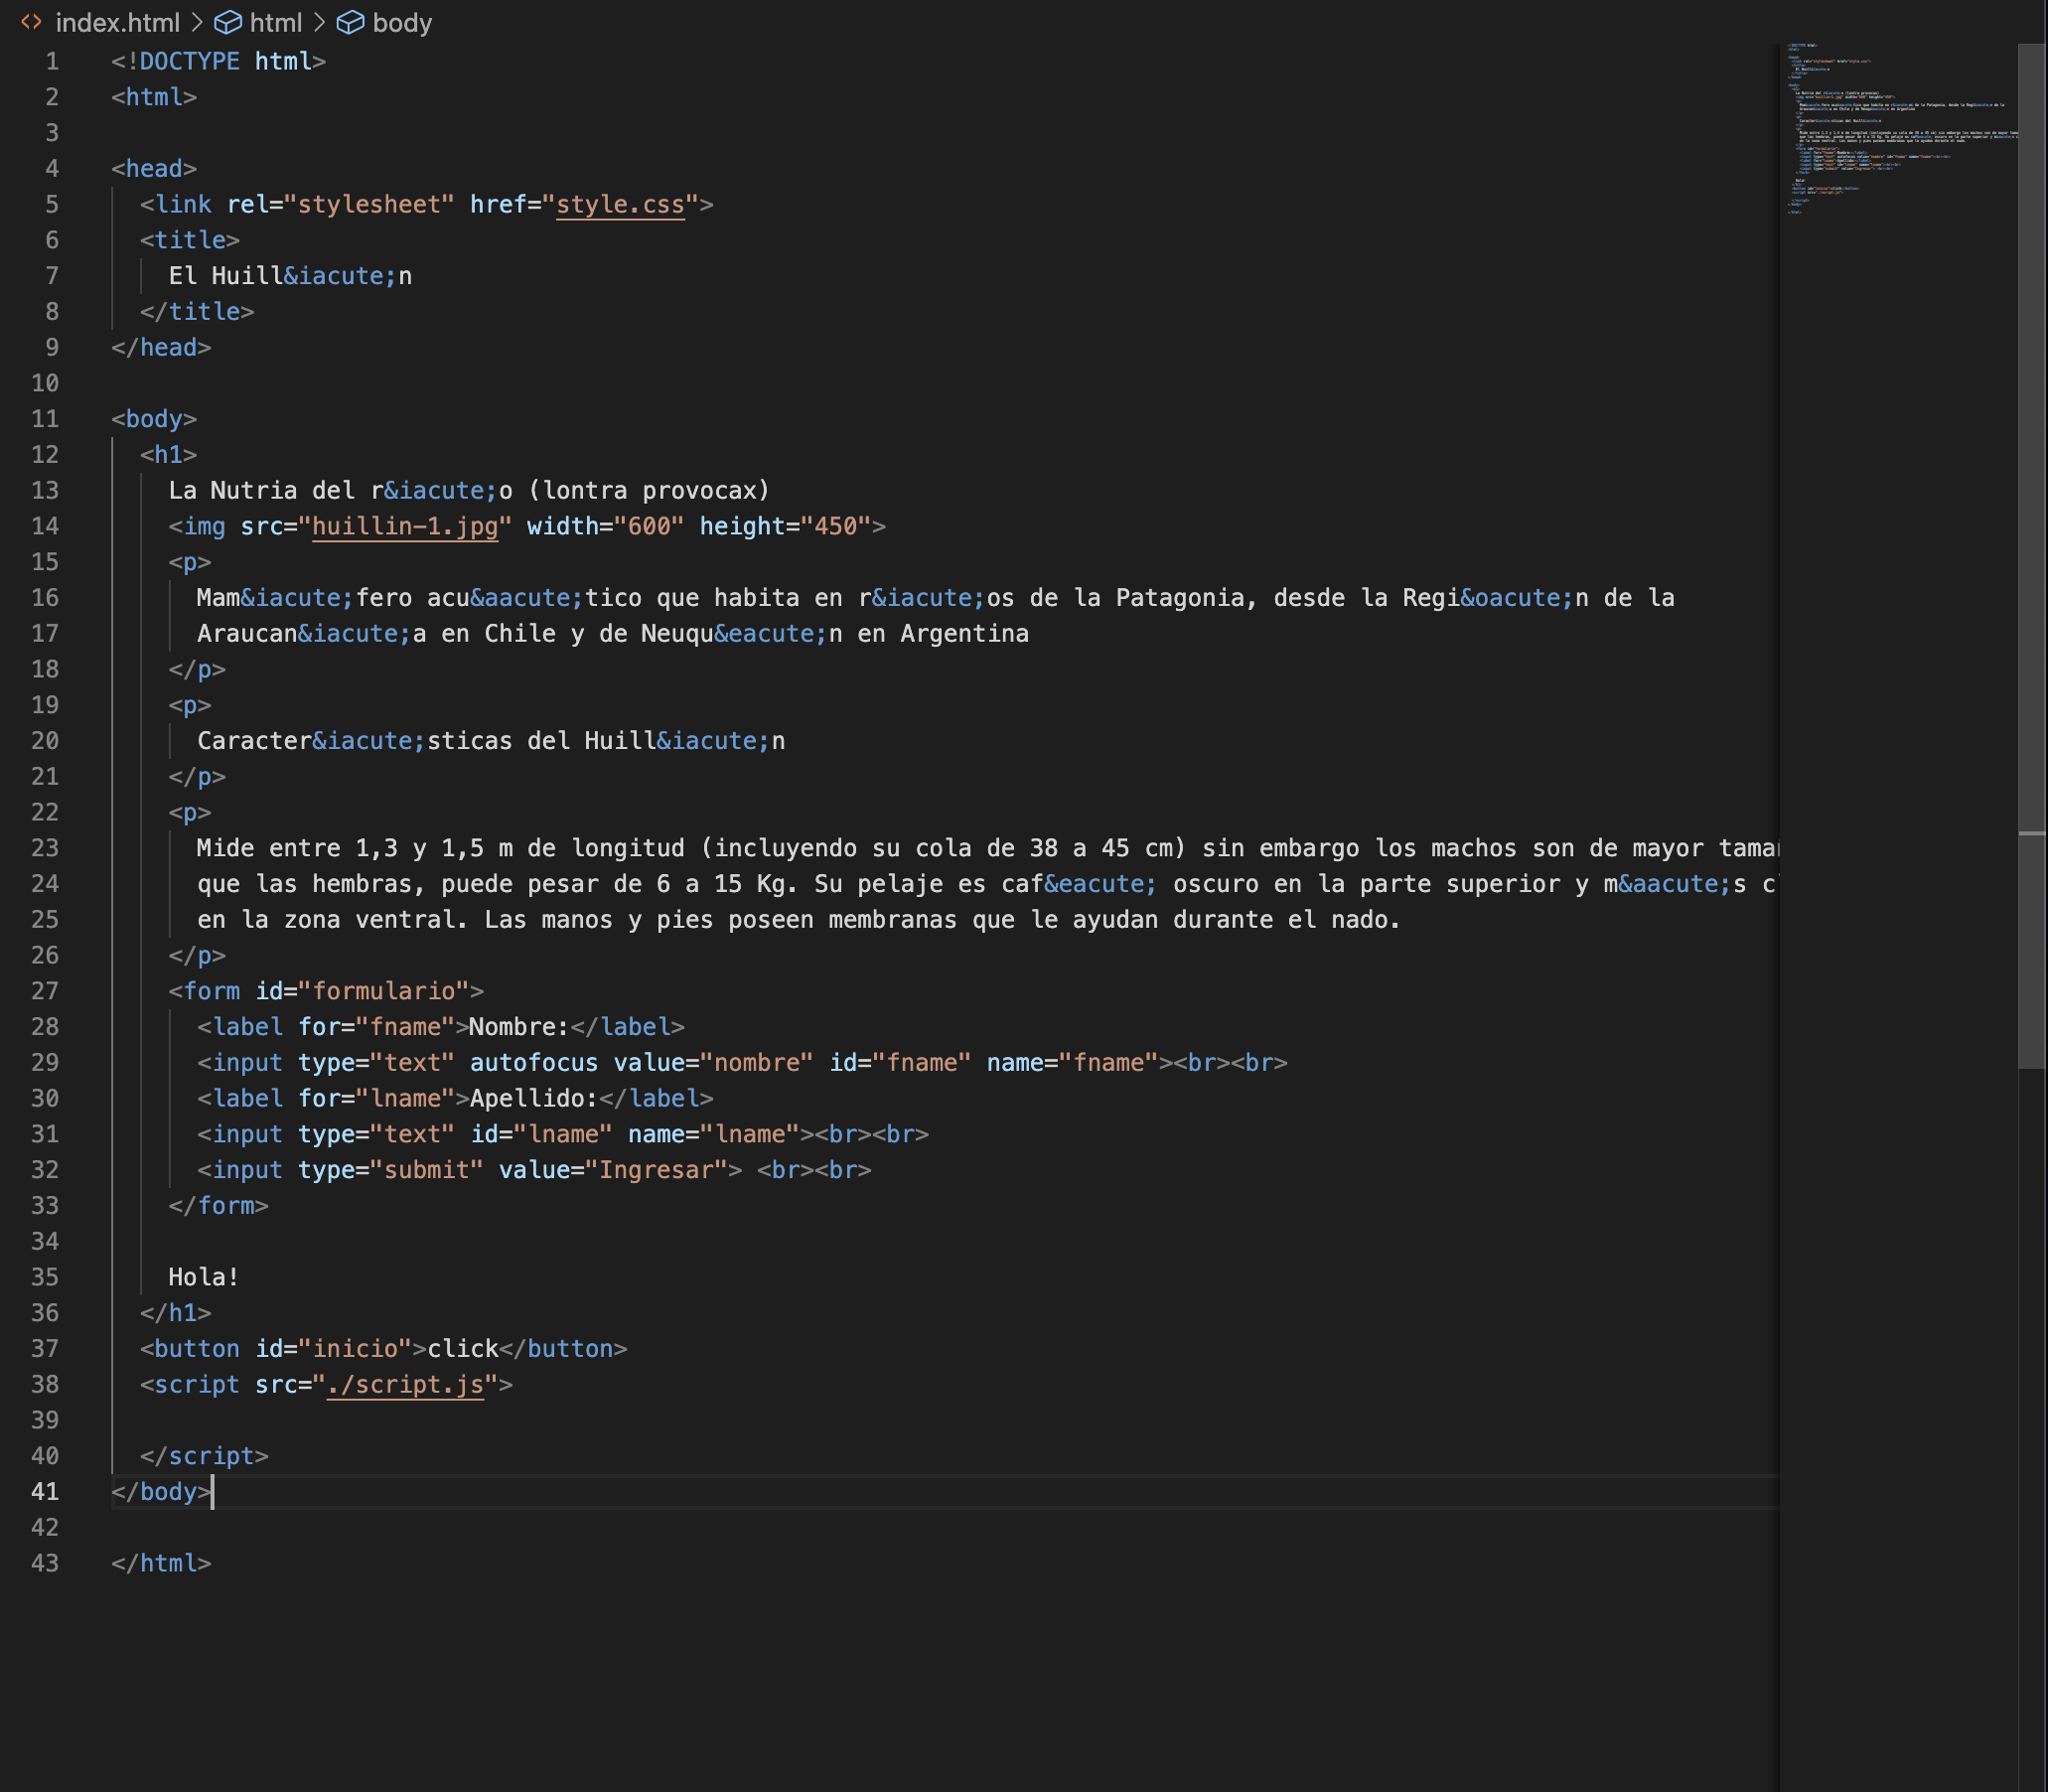 index.html > html > body
1 <!DOCTYPE html>
2 <html>
3
4 <head>
5 <link rel="stylesheet" href="style.css">
6 <title>
7 El Huill&iacute;n
8 </title>
9 </head>
10
11 <body>
12 <h1>
13 La Nutria del r&iacute;o (lontra provocax)
14 <img src="huillin-1.jpg" width="600" height="450">
15 <p>
16 Mam&iacute;fero acu&aacute;tico que habita en r&iacute;os de la Patagonia, desde la Regi&oacute;n de la
17 Araucan&iacute;a en Chile y de Neuqu&eacute;n en Argentina
18 </p>
19 <p>
20 Caracter&iacute;sticas del Huill&iacute;n
21 </p>
22 <p>
23 Mide entre 1,3 y 1,5 m de longitud (incluyendo su cola de 38 a 45 cm) sin embargo los machos son de mayor
24 que las hembras, puede pesar de 6 a 15 Kg. Su pelaje es caf&eacute; oscuro en la parte superior y m&aacute;s
25 en la zona ventral. Las manos y pies poseen membranas que le ayudan durante el nado.
26 </p>
27 <form id="formulario">
28 <label for="fname">Nombre:</label>
29 <input type="text" autofocus value="nombre" id="fname" name="fname"><br><br>
30 <label for="lname">Apellido:</label>
31 <input type="text" id="lname" name="lname"><br><br>
32 <input type="submit" value="Ingresar"> <br><br>
33 </form>
34
35 Hola!
36 </h1>
37 <button id="inicio">click</button>
38 <script src="./script.js">
39
40 </script>
41 </body>
42
43 </html>